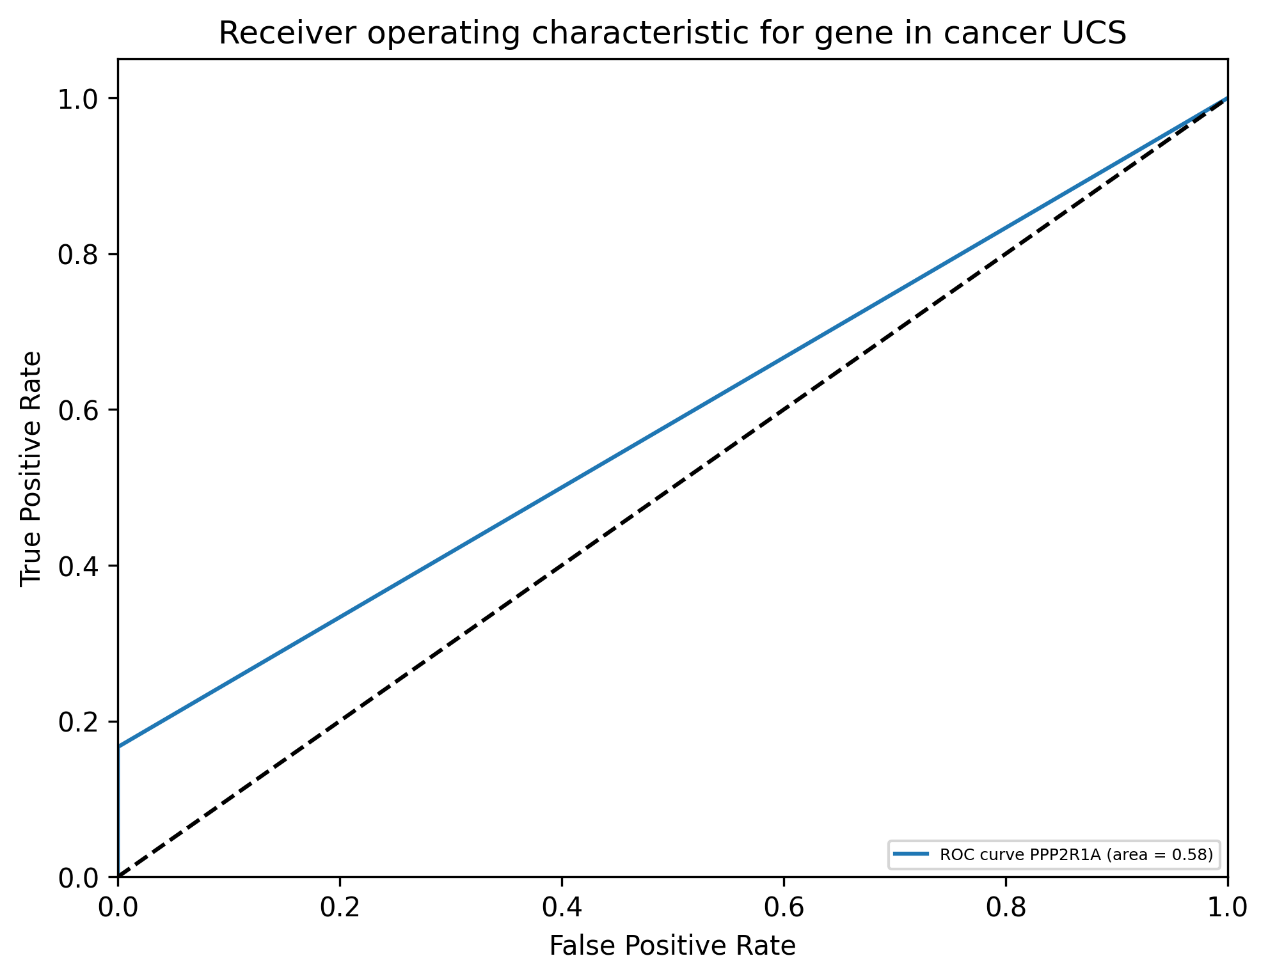 Receiver operating characteristic for gene in cancer UCS
1.0
0.8
0.6
0.4
0.2
0.0
True Positive Rate
ROC curve PPP2R1A (area = 0.58)
0.0 0.2 0.4 0.6 0.8 1.0
False Positive Rate